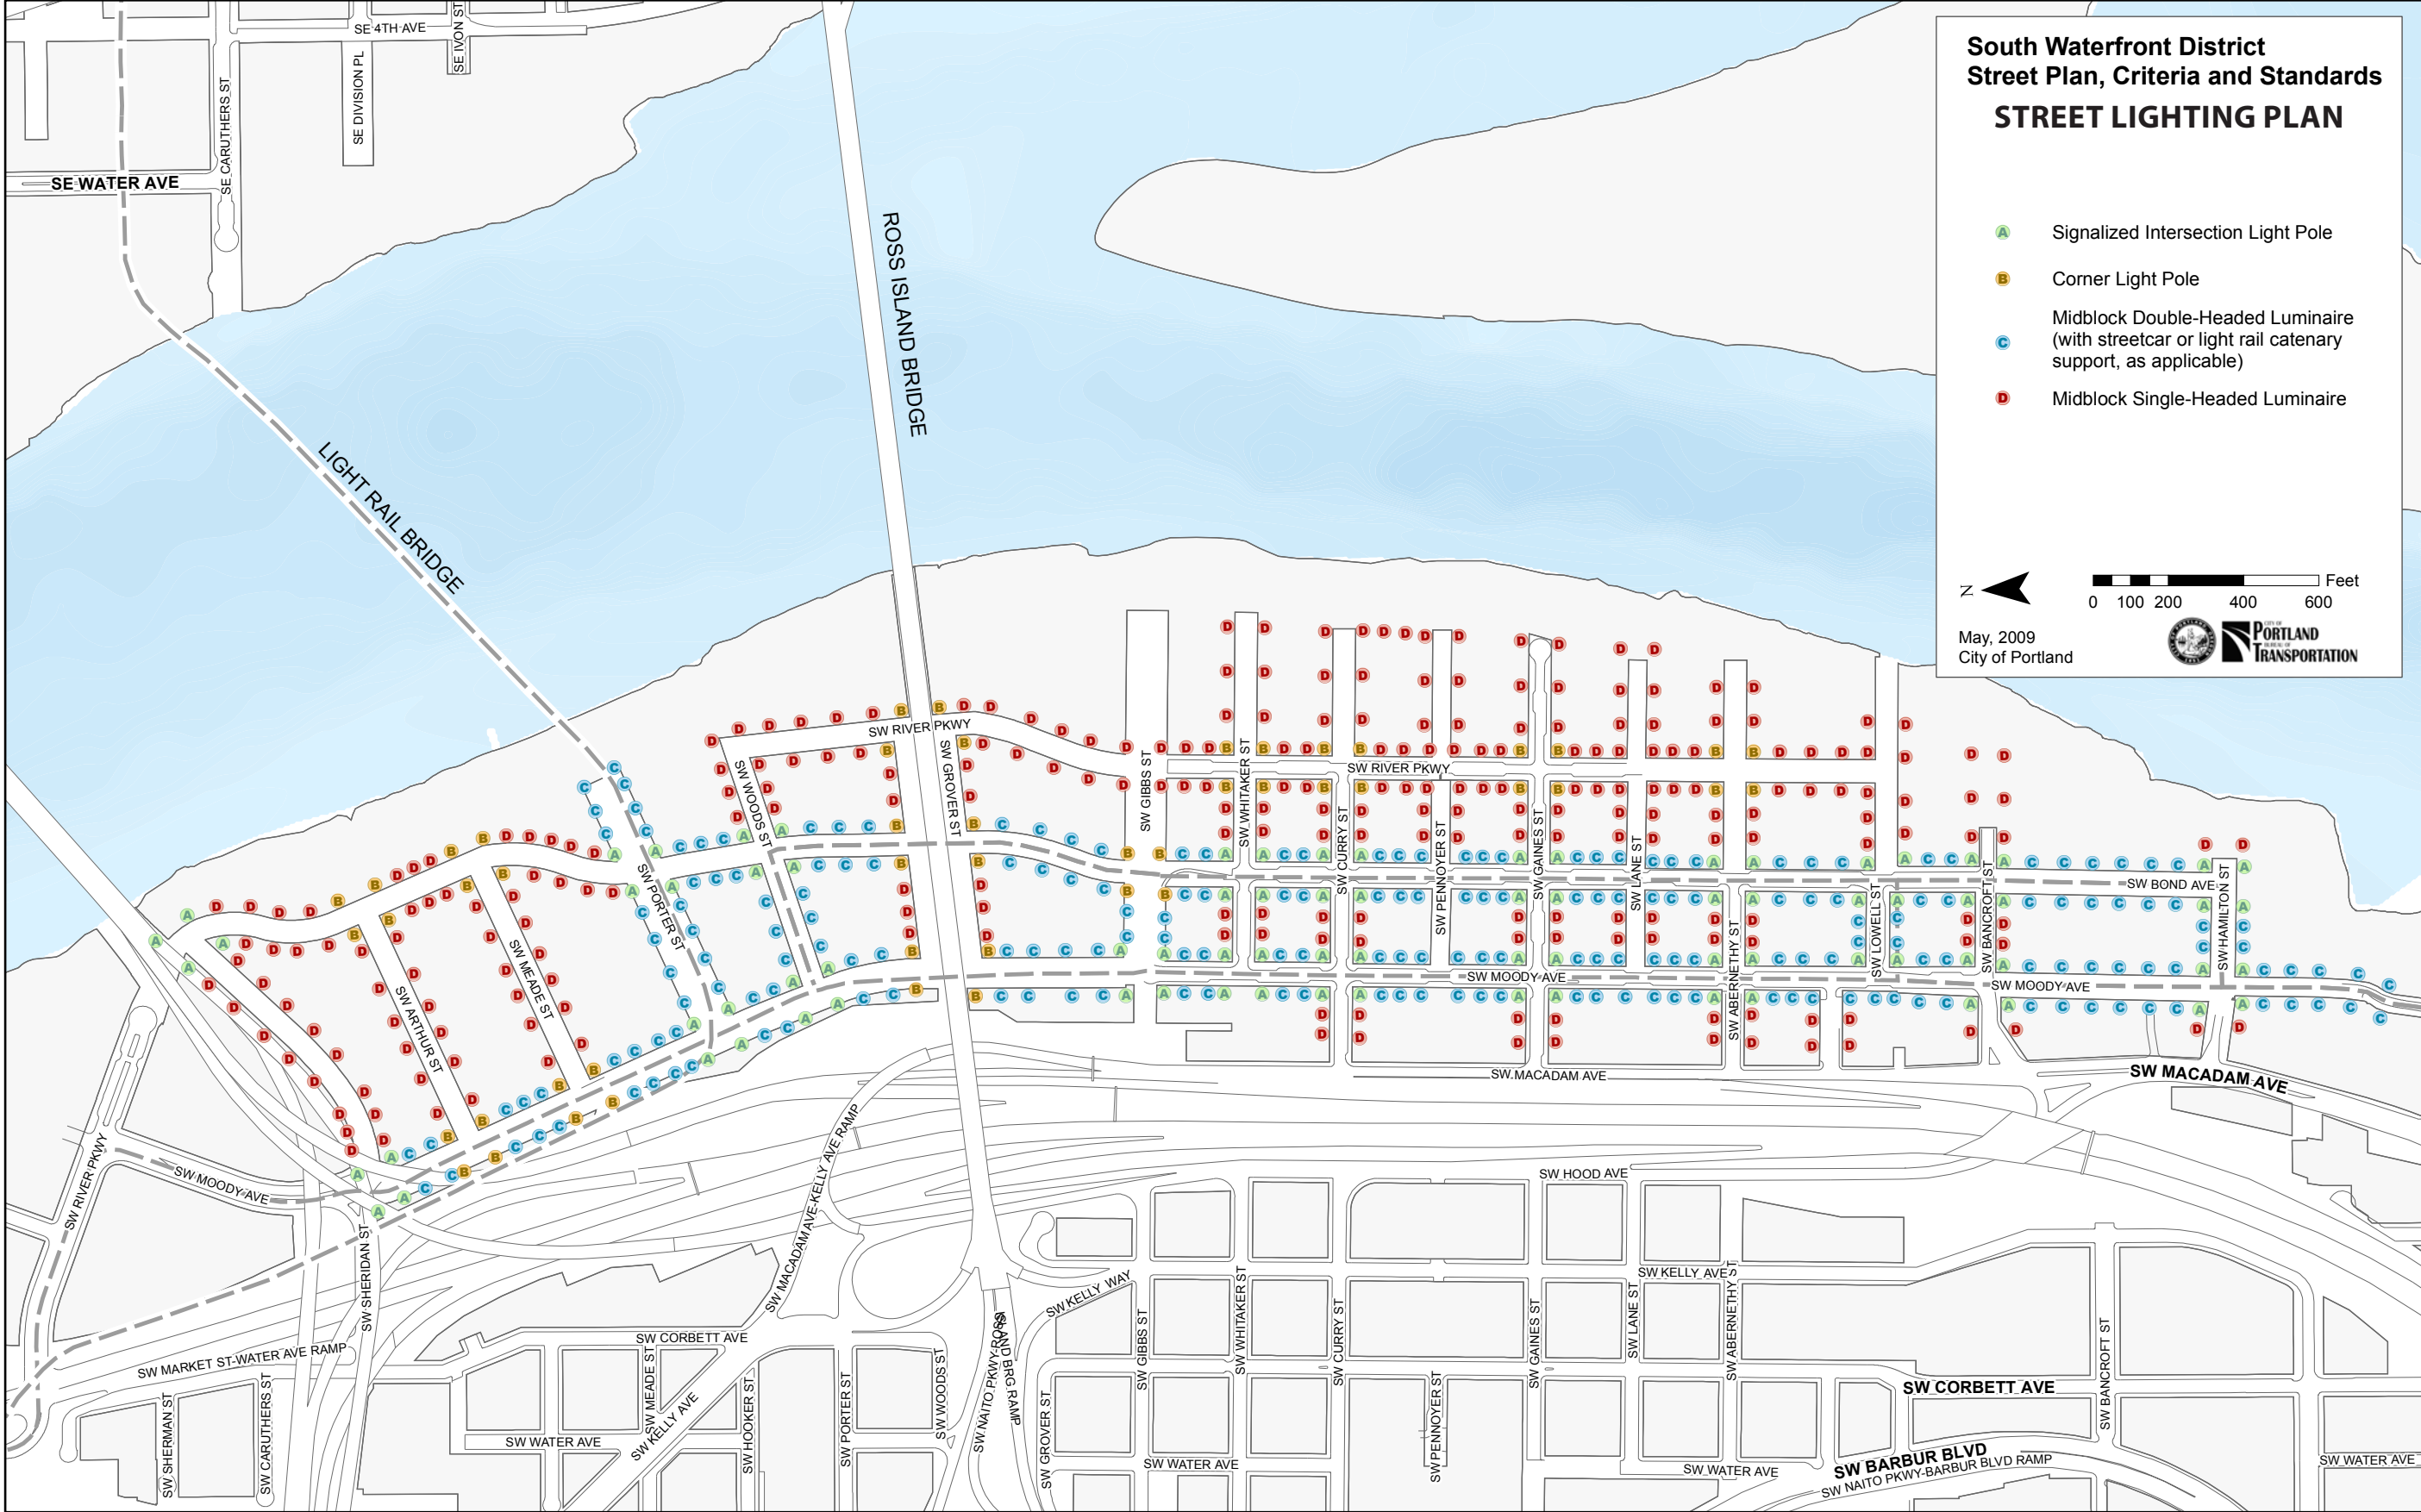 South Waterfront District
Street Plan, Criteria and Standards
STREET LIGHTING PLAN
A Signalized Intersection Light Pole
B Corner Light Pole
C Midblock Double-Headed Luminaire
(with streetcar or light rail catenary
support, as applicable)
D Midblock Single-Headed Luminaire
N
Feet
0 100 200 400 600
May, 2009
City of Portland
CITY OF
PORTLAND
BUREAU OF
TRANSPORTATION
SE 4TH AVE
SE IVON ST
SE DIVISION PL
SE CARUTHERS ST
SE WATER AVE
LIGHT RAIL BRIDGE
ROSS ISLAND BRIDGE
SW RIVER PKWY
SW WOODS ST
SW GROVER ST
SW GIBBS ST
SW WHITAKER ST
SW RIVER PKWY
SW CURRY ST
SW PENNOYER ST
SW GAINES ST
SW LANE ST
SW ABERNETHY ST
SW LOWELL ST
SW BANCROFT ST
SW BOND AVE
SW HAMILTON ST
SW PORTER ST
SW MEADE ST
SW ARTHUR ST
SW MOODY AVE
SW MOODY AVE
SW MACADAM AVE
SW MACADAM AVE
SW RIVER PKWY
SW MOODY AVE
SW SHERIDAN ST
SW MACADAM AVE-KELLY AVE RAMP
SW HOOD AVE
SW KELLY AVE
SW KELLY WAY
SW MARKET ST-WATER AVE RAMP
SW CORBETT AVE
SW NAITO PKWY-ROSS
ISLAND BRG RAMP
SW GIBBS ST
SW WHITAKER ST
SW CURRY ST
SW GAINES ST
SW LANE ST
SW ABERNETHY ST
SW BANCROFT ST
SW CORBETT AVE
SW SHERMAN ST
SW CARUTHERS ST
SW MEADE ST
SW KELLY AVE
SW HOOKER ST
SW PORTER ST
SW WOODS ST
SW GROVER ST
SW PENNOYER ST
SW WATER AVE
SW WATER AVE
SW WATER AVE
SW BARBUR BLVD
SW NAITO PKWY-BARBUR BLVD RAMP
SW WATER AVE